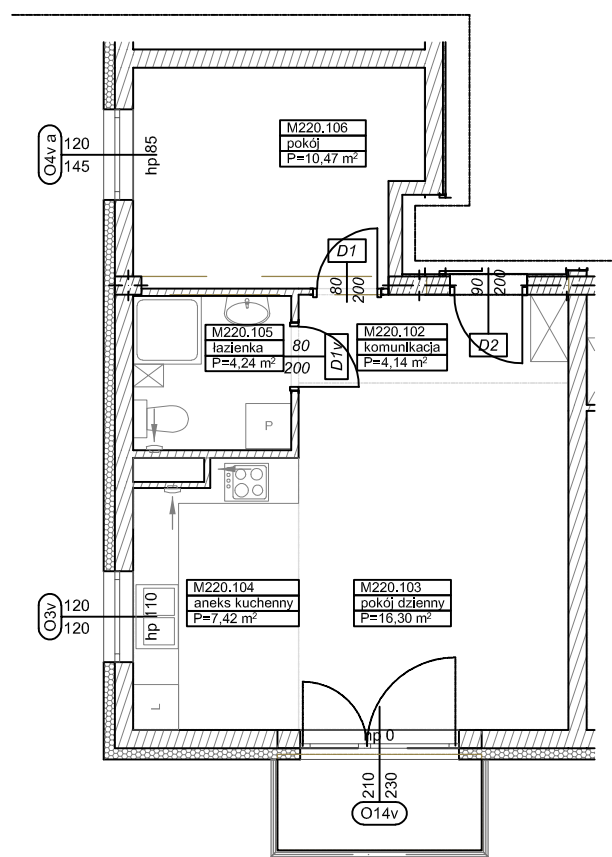 M220.106
pokój
P=10,47 m²
O4v a
120
145
hp 85
D1
80
200
90
200
D2
M220.105
łazienka
P=4,24 m²
80
200
D1v
M220.102
komunikacja
P=4,14 m²
P
M220.104
aneks kuchenny
P=7,42 m²
M220.103
pokój dzienny
P=16,30 m²
O3v
120
120
hp 110
L
hp 0
210
230
O14v